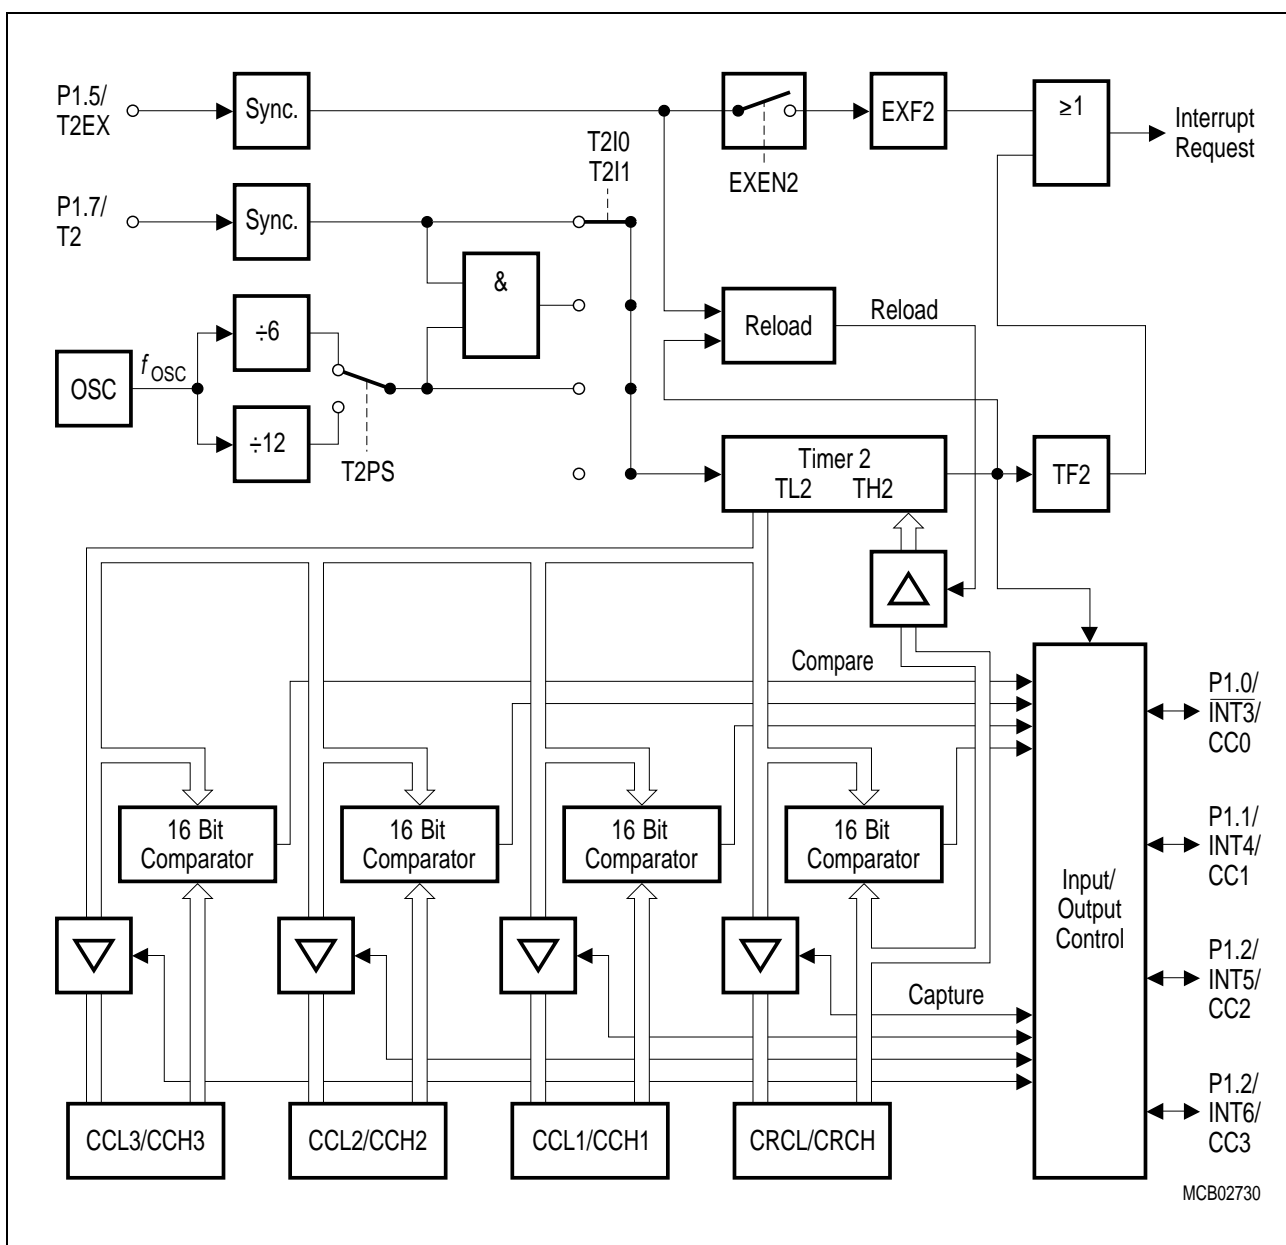 P1.5/
T2EX
Sync.
EXEN2
EXF2
≥1
Interrupt
Request
P1.7/
T2
Sync.
T2I0
T2I1
&
÷6
OSC
f OSC
÷12
T2PS
Reload
Reload
Timer 2
TL2 TH2
TF2
Compare
16 Bit
Comparator
16 Bit
Comparator
16 Bit
Comparator
16 Bit
Comparator
Capture
CCL3/CCH3
CCL2/CCH2
CCL1/CCH1
CRCL/CRCH
Input/
Output
Control
P1.0/
INT3/
CC0
P1.1/
INT4/
CC1
P1.2/
INT5/
CC2
P1.2/
INT6/
CC3
MCB02730